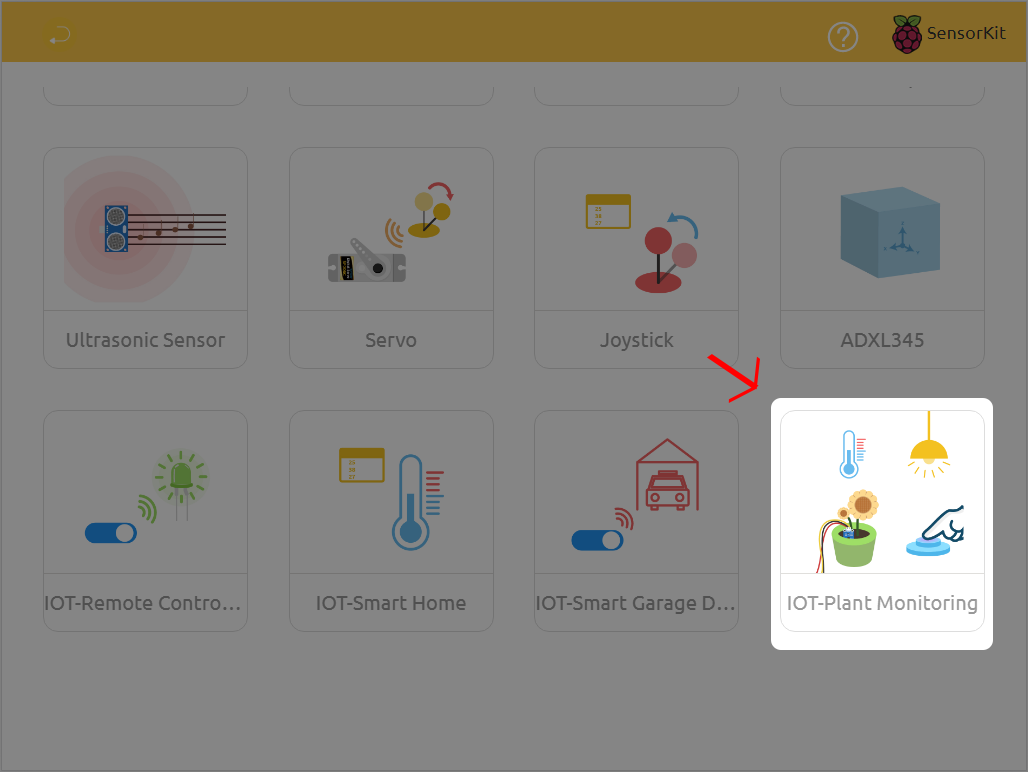 SensorKit
Ultrasonic Sensor
Servo
Joystick
ADXL345
IOT-Remote Contro...
IOT-Smart Home
IOT-Smart Garage D...
IOT-Plant Monitoring